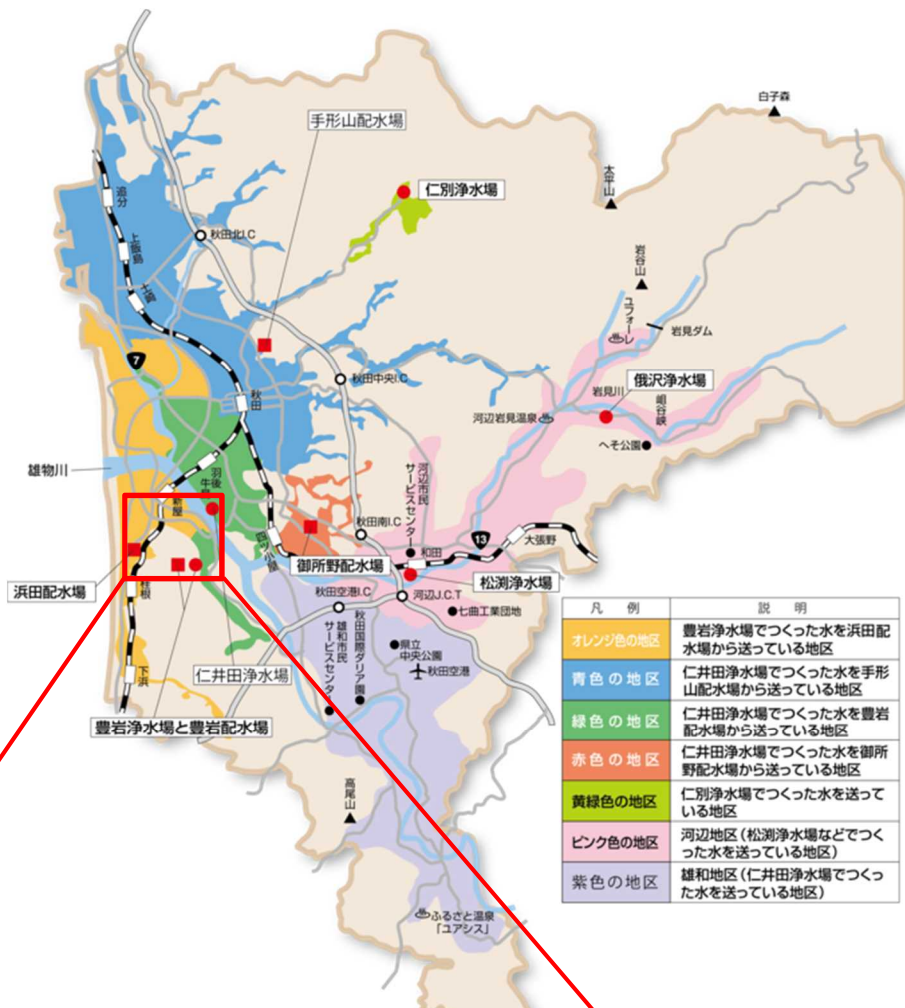 白子森
手形山配水場
太平山
仁別浄水場
追分
秋田北I.C
上飯島
土崎
岩谷山
ユフォーレ
岩見ダム
7
秋田中央I.C
俄沢浄水場
岩見川
岨谷峡
秋田
河辺岩見温泉
へそ公園
雄物川
羽後牛島
河辺市民
サービスセンター
新屋
秋田南I.C
13
大張野
四ツ小屋
和田
御所野配水場
松渕浄水場
浜田配水場
桂根
秋田空港I.C
河辺J.C.T
七曲工業団地
雄和市民
サービスセンター
秋田国際ダリア園
県立
中央公園
秋田空港
下浜
仁井田浄水場
豊岩浄水場と豊岩配水場
高尾山
ふるさと温泉
「ユアシス」
凡 例 説 明
オレンジ色の地区 豊岩浄水場でつくった水を浜田配
水場から送っている地区
青色の地区 仁井田浄水場でつくった水を手形
山配水場から送っている地区
緑色の地区 仁井田浄水場でつくった水を豊岩
配水場から送っている地区
赤色の地区 仁井田浄水場でつくった水を御所
野配水場から送っている地区
黄緑色の地区 仁別浄水場でつくった水を送って
いる地区
ピンク色の地区 河辺地区(松渕浄水場などでつく
った水を送っている地区)
紫色の地区 雄和地区(仁井田浄水場でつくっ
た水を送っている地区)